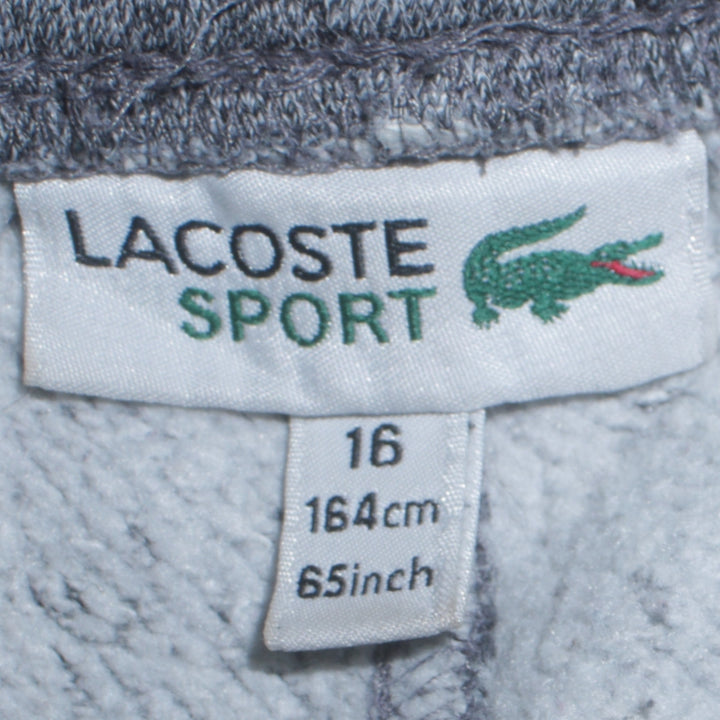 LACOSTE
SPORT
16
164cm
65inch